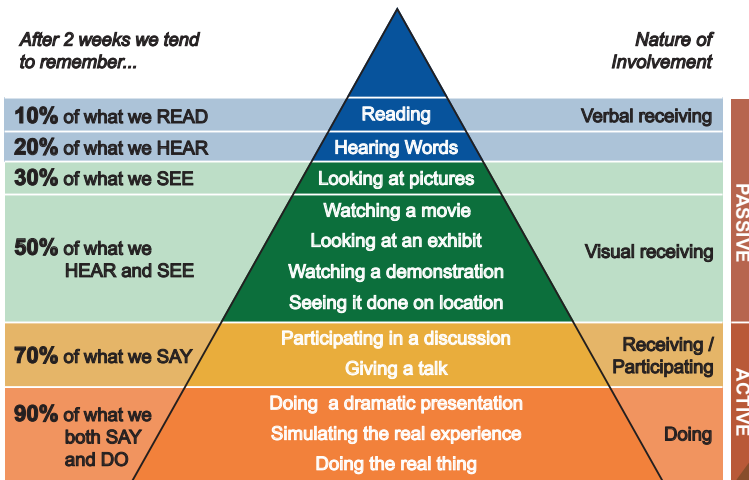 After 2 weeks we tend
to remember...
Nature of
Involvement
10% of what we READ
Reading
Verbal receiving
20% of what we HEAR
Hearing Words
30% of what we SEE
Looking at pictures
50% of what we
HEAR and SEE
Watching a movie
Looking at an exhibit
Watching a demonstration
Seeing it done on location
Visual receiving
PASSIVE
70% of what we SAY
Participating in a discussion
Giving a talk
Receiving /
Participating
90% of what we
both SAY
and DO
Doing a dramatic presentation
Simulating the real experience
Doing the real thing
Doing
ACTIVE